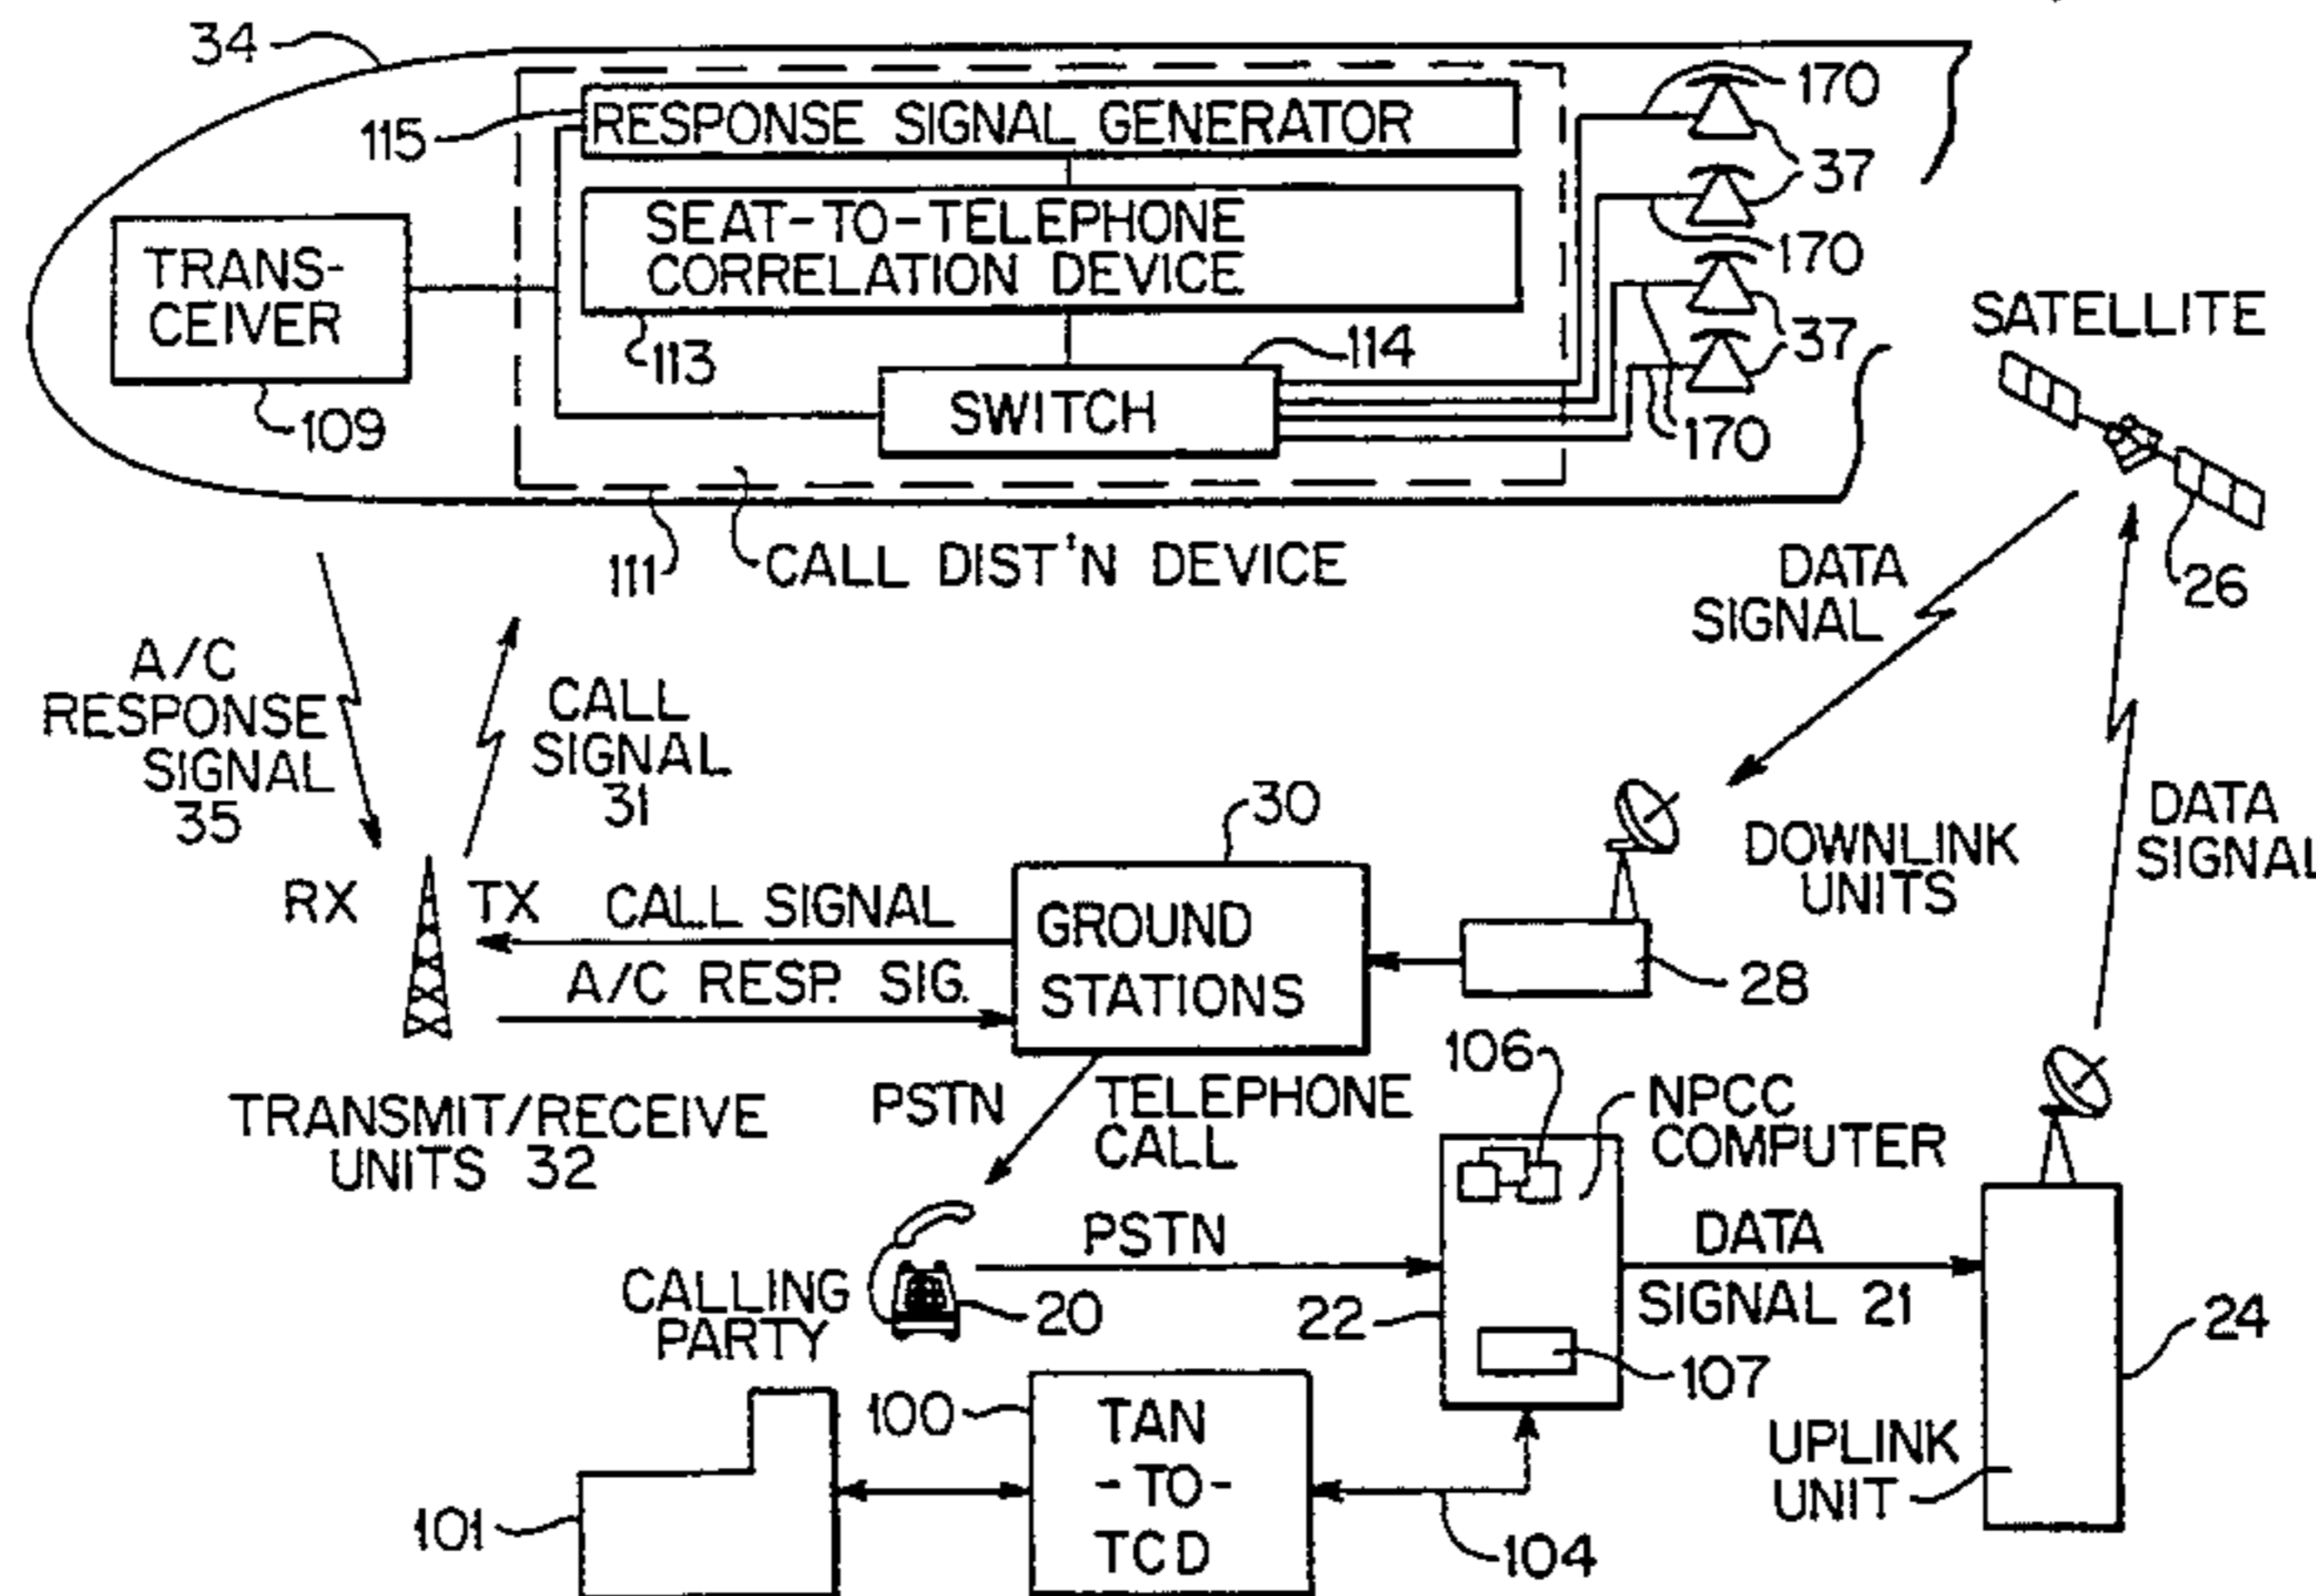 34
115
RESPONSE SIGNAL GENERATOR
170
37
SEAT-TO-TELEPHONE
CORRELATION DEVICE
170
TRANS-
CEIVER
SATELLITE
113
114
37
109
SWITCH
170
111
CALL DIST'N DEVICE
DATA
SIGNAL
26
A/C
RESPONSE
SIGNAL
35
CALL
SIGNAL
31
30
DOWNLINK
UNITS
DATA
SIGNAL
RX
TX
CALL SIGNAL
A/C RESP. SIG.
GROUND
STATIONS
28
106
PSTN
TELEPHONE
CALL
NPCC
COMPUTER
TRANSMIT/RECEIVE
UNITS 32
PSTN
DATA
SIGNAL 21
CALLING
PARTY
20
22
24
107
100
TAN
-TO-
TCD
UPLINK
UNIT
101
104